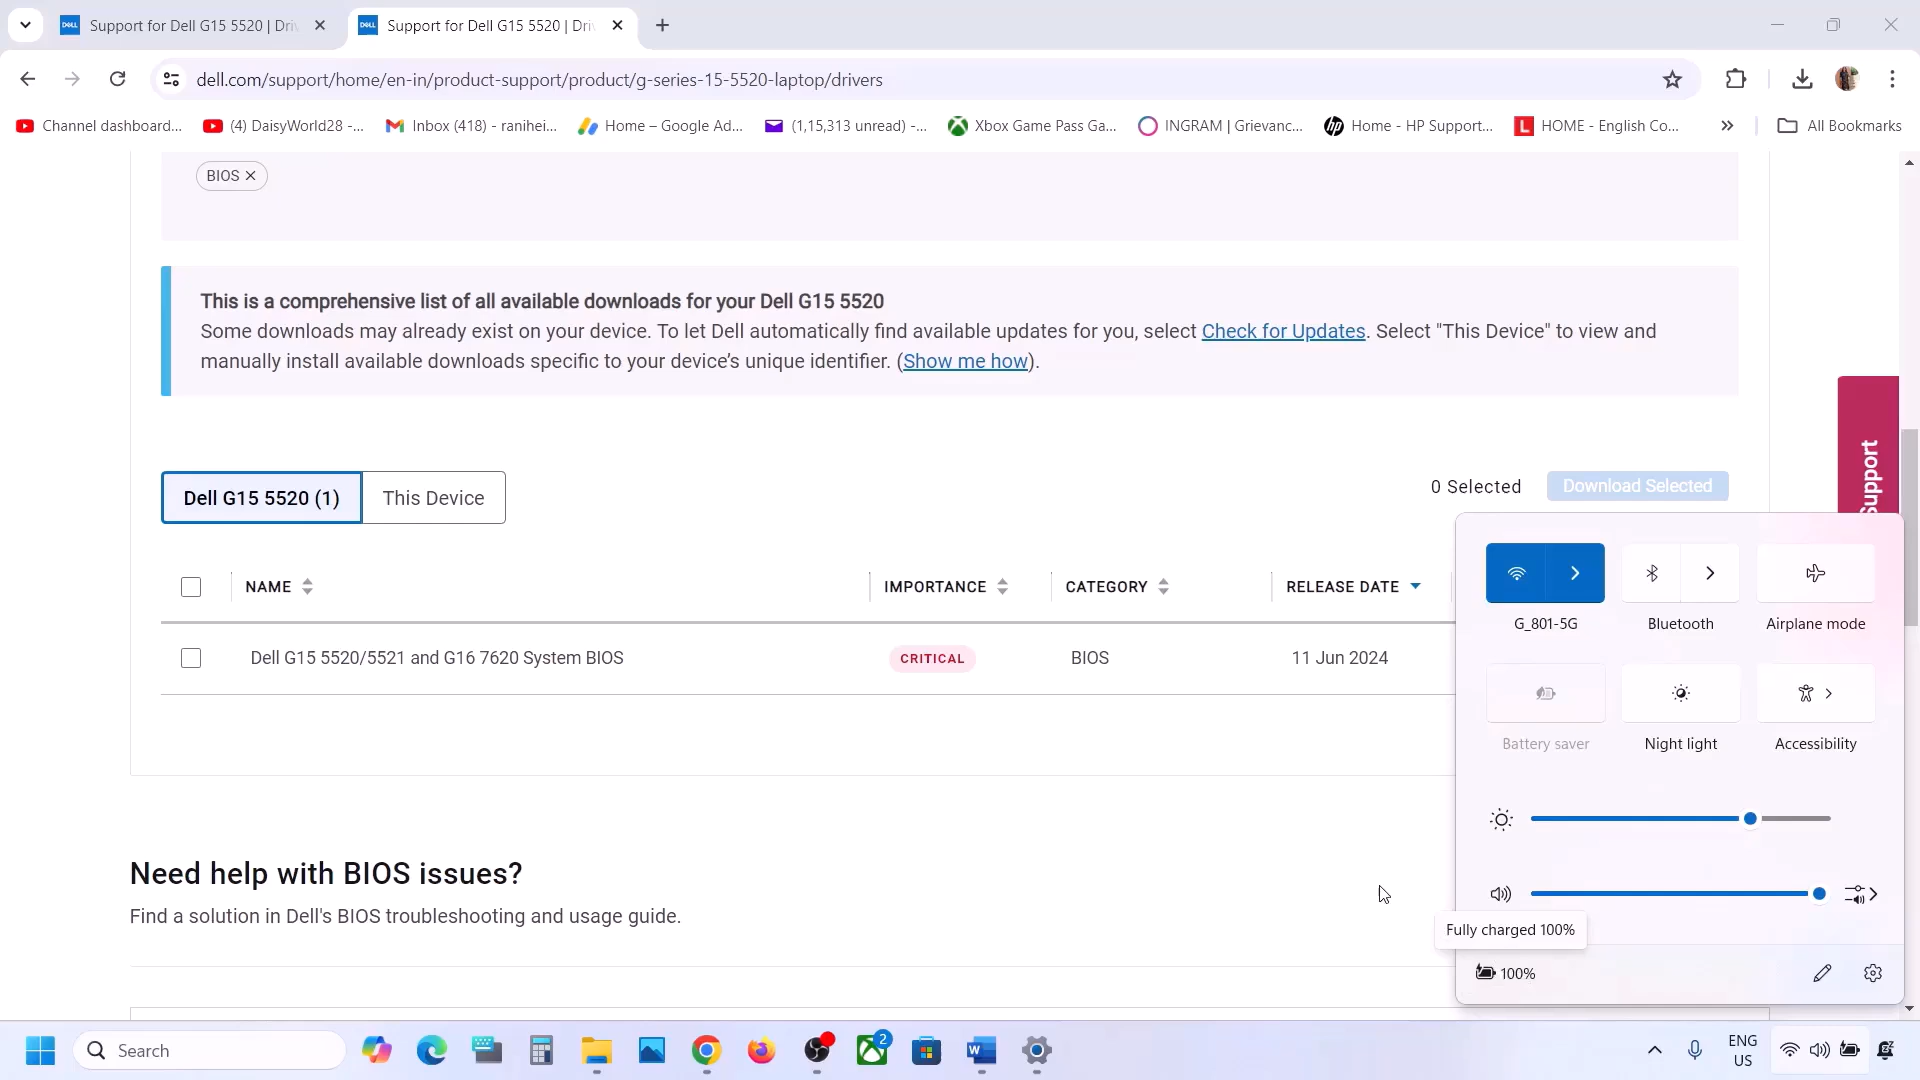 Support for Dell G15 5520 | Dri
Support for Dell G15 5520 | Dri
dell.com/support/home/en-in/product-support/product/g-series-15-5520-laptop/drivers
Channel dashboard...
(4) DaisyWorld28 -...
Inbox (418) - ranihei...
Home – Google Ad...
(1,15,313 unread) -...
Xbox Game Pass Ga...
INGRAM | Grievanc...
Home - HP Support...
HOME - English Co...
All Bookmarks
BIOS
This is a comprehensive list of all available downloads for your Dell G15 5520
Some downloads may already exist on your device. To let Dell automatically find available updates for you, select Check for Updates. Select "This Device" to view and
manually install available downloads specific to your device’s unique identifier. (Show me how).
Support
Dell G15 5520 (1)
This Device
0 Selected
Download Selected
NAME
IMPORTANCE
CATEGORY
RELEASE DATE
Dell G15 5520/5521 and G16 7620 System BIOS
CRITICAL
BIOS
11 Jun 2024
G_801-5G
Bluetooth
Airplane mode
Battery saver
Night light
Accessibility
Need help with BIOS issues?
Find a solution in Dell's BIOS troubleshooting and usage guide.
Fully charged 100%
100%
Search
2
ENG
US